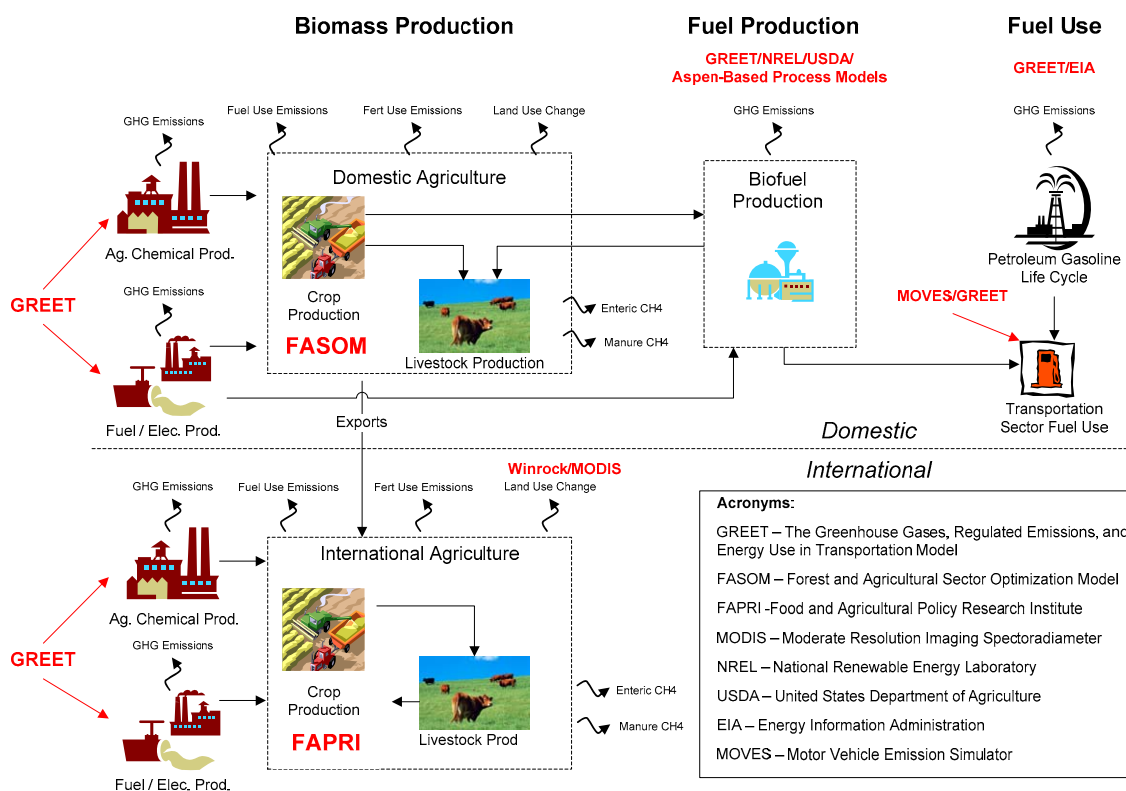 Biomass Production
Fuel Production
Fuel Use
GREET/NREL/USDA/
Aspen-Based Process Models
GREET/EIA
GHG Emissions
Fuel Use Emissions
Fert Use Emissions
Land Use Change
GHG Emissions
GHG Emissions
Domestic Agriculture
Biofuel
Production
Ag. Chemical Prod.
Petroleum Gasoline
Life Cycle
GREET
GHG Emissions
Crop
Production
FASOM
Livestock Production
Enteric CH4
Manure CH4
MOVES/GREET
Fuel / Elec. Prod.
Exports
Transportation
Sector Fuel Use
Domestic
International
Winrock/MODIS
GHG Emissions
Fuel Use Emissions
Fert Use Emissions
Land Use Change
International Agriculture
Ag. Chemical Prod.
GREET
GHG Emissions
Crop
Production
FAPRI
Livestock Prod
Enteric CH4
Manure CH4
Fuel / Elec. Prod.
Acronyms:
GREET – The Greenhouse Gases, Regulated Emissions, and
Energy Use in Transportation Model
FASOM – Forest and Agricultural Sector Optimization Model
FAPRI -Food and Agricultural Policy Research Institute
MODIS – Moderate Resolution Imaging Spectoradiameter
NREL – National Renewable Energy Laboratory
USDA – United States Department of Agriculture
EIA – Energy Information Administration
MOVES – Motor Vehicle Emission Simulator